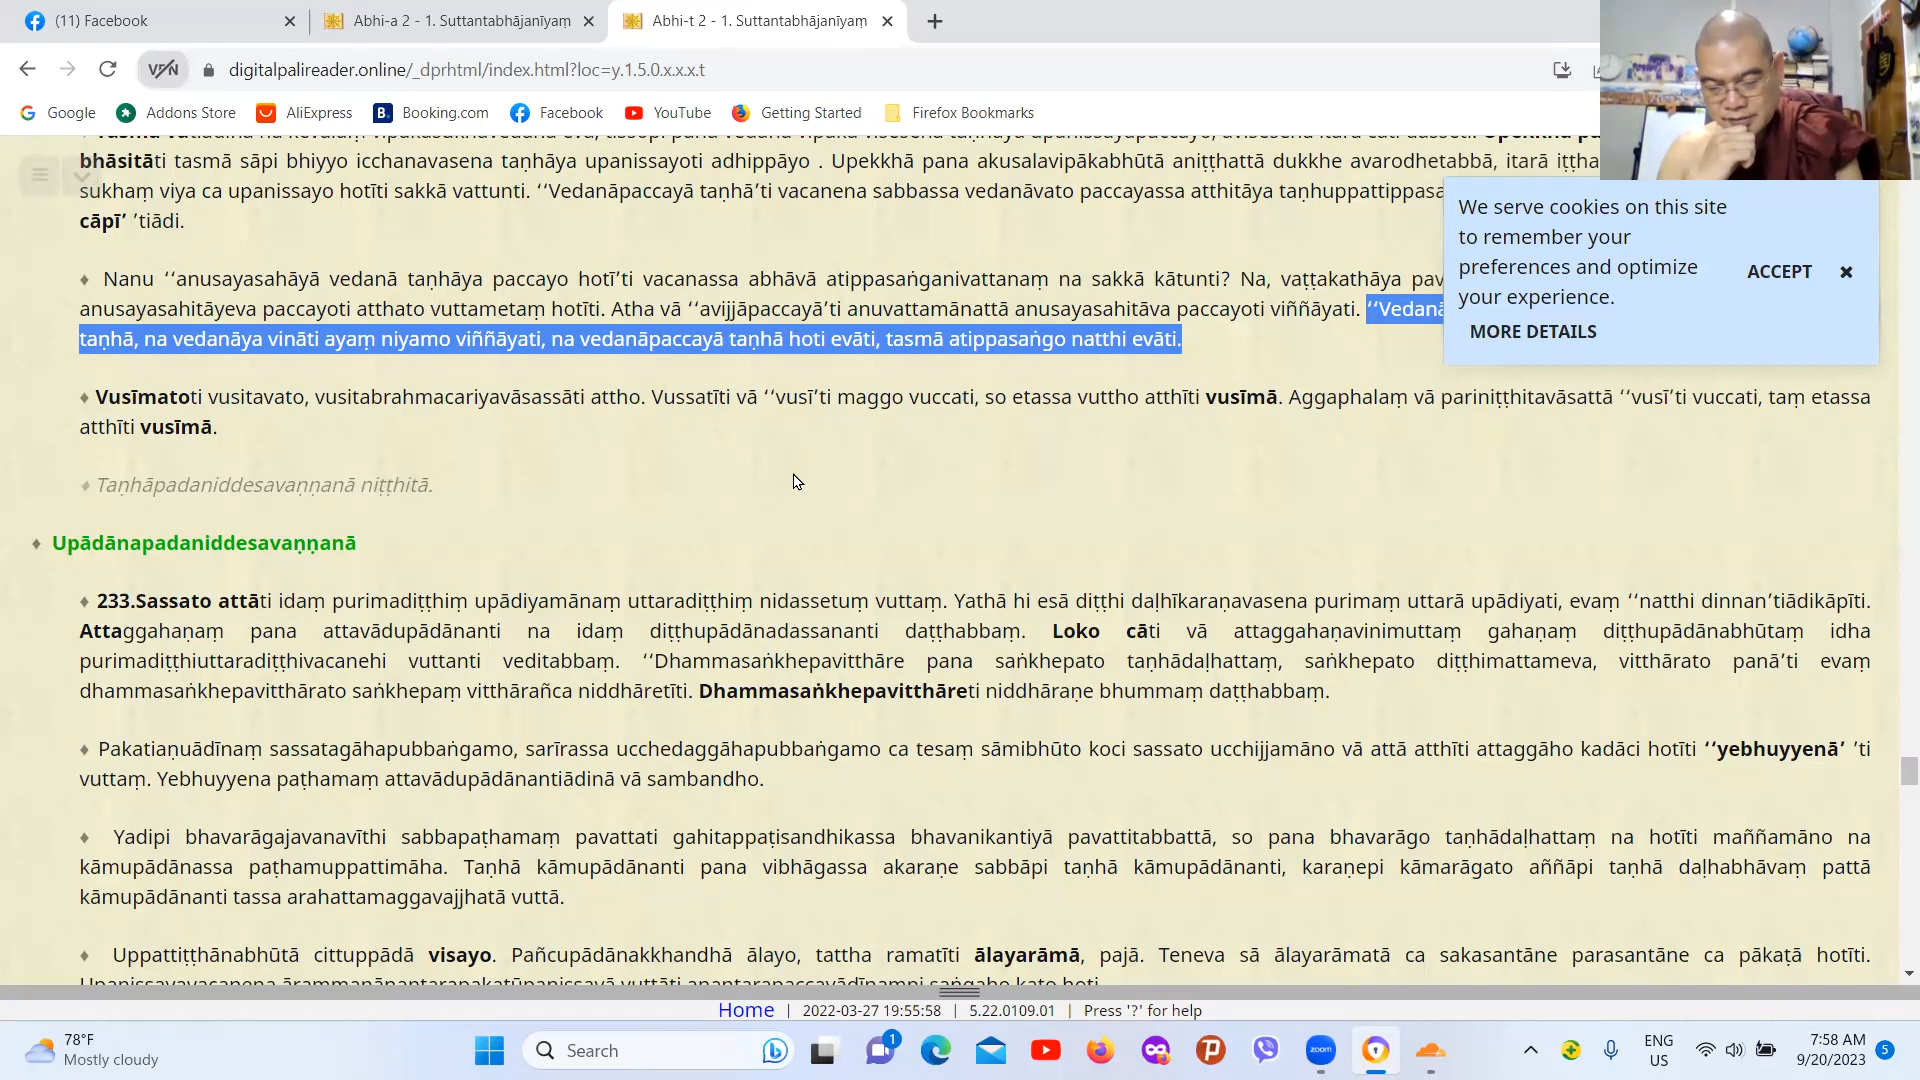 (11) Facebook
Abhi-a 2 - 1. Suttantabhājanīyaṃ
Abhi-t 2 - 1. Suttantabhājanīyaṃ
VPN
digitalpalireader.online/_dprhtml/index.html?loc=y.1.5.0.x.x.x.t
Google Addons Store AliExpress Booking.com Facebook YouTube Getting Started Firefox Bookmarks
bhāsitāti tasmā sāpi bhiyyo icchanavasena taṇhāya upanissayoti adhippāyo . Upekkhā pana akusalavipākabhūtā aniṭṭhattā dukkhe avarodhetabbā, itarā iṭṭha
sukhaṃ viya ca upanissayo hotīti sakkā vattunti. ‘‘Vedanāpaccayā taṇhā’ti vacanena sabbassa vedanāvato paccayassa atthitāya taṇhuppattippasa
cāpī’ ’tiādi.
♦ Nanu ‘‘anusayasahāyā vedanā taṇhāya paccayo hotī’ti vacanassa abhāvā atippasaṅganivattanaṃ na sakkā kātunti? Na, vaṭṭakathāya pav
anusayasahitāyeva paccayoti atthato vuttametaṃ hotīti. Atha vā ‘‘avijjāpaccayā’ti anuvattamānattā anusayasahitāva paccayoti viññāyati. ‘‘Vedanā
taṇhā, na vedanāya vināti ayaṃ niyamo viññāyati, na vedanāpaccayā taṇhā hoti evāti, tasmā atippasaṅgo natthi evāti.
We serve cookies on this site
to remember your
preferences and optimize
your experience.
ACCEPT ×
MORE DETAILS
♦ Vusīmatoti vusitavato, vusitabrahmacariyavāsassāti attho. Vussatīti vā ‘‘vusī’ti maggo vuccati, so etassa vuttho atthīti vusīmā. Aggaphalaṃ vā pariniṭṭhitavāsattā ‘‘vusī’ti vuccati, taṃ etassa
atthīti vusīmā.
♦ Taṇhāpadaniddesavaṇṇanā niṭṭhitā.
♦ Upādānapadaniddesavaṇṇanā
♦ 233.Sassato attāti idaṃ purimadiṭṭhiṃ upādiyamānaṃ uttaradiṭṭhiṃ nidassetuṃ vuttaṃ. Yathā hi esā diṭṭhi daḷhīkaraṇavasena purimaṃ uttarā upādiyati, evaṃ ‘‘natthi dinnan’tiādikāpīti.
Attaggahaṇaṃ pana attavādupādānanti na idaṃ diṭṭhupādānadassananti daṭṭhabbaṃ. Loko cāti vā attaggahaṇavinimuttaṃ gahaṇaṃ diṭṭhupādānabhūtaṃ idha
purimadiṭṭhiuttaradiṭṭhivacanehi vuttanti veditabbaṃ. ‘‘Dhammasaṅkhepavitthāre pana saṅkhepato taṇhādaḷhattaṃ, saṅkhepato diṭṭhimattameva, vitthārato panā’ti evaṃ
dhammasaṅkhepavitthārato saṅkhepaṃ vitthārañca niddhāretīti. Dhammasaṅkhepavitthāreti niddhāraṇe bhummaṃ daṭṭhabbaṃ.
♦ Pakatiaṇuādīnaṃ sassatagāhapubbaṅgamo, sarīrassa ucchedaggāhapubbaṅgamo ca tesaṃ sāmibhūto koci sassato ucchijjamāno vā attā atthīti attaggāho kadāci hotīti ‘‘yebhuyyenā’ ’ti
vuttaṃ. Yebhuyyena paṭhamaṃ attavādupādānantiādinā vā sambandho.
♦ Yadipi bhavarāgajavanavīthi sabbapaṭhamaṃ pavattati gahitappaṭisandhikassa bhavanikantiyā pavattitabbattā, so pana bhavarāgo taṇhādaḷhattaṃ na hotīti maññamāno na
kāmupādānassa paṭhamuppattimāha. Taṇhā kāmupādānanti pana vibhāgassa akaraṇe sabbāpi taṇhā kāmupādānanti, karaṇepi kāmarāgato aññāpi taṇhā daḷhabhāvaṃ pattā
kāmupādānanti tassa arahattamaggavajjhatā vuttā.
♦ Uppattiṭṭhānabhūtā cittuppādā visayo. Pañcupādānakkhandhā ālayo, tattha ramatīti ālayarāmā, pajā. Teneva sā ālayarāmatā ca sakasantāne parasantāne ca pākaṭā hotīti.
Home | 2022-03-27 19:55:58 | 5.22.0109.01 | Press '?' for help
78°F
Mostly cloudy
Search
1
zoom
ENG
US
7:58 AM
9/20/2023
5